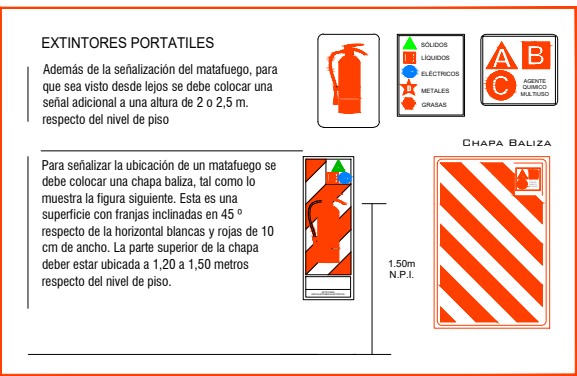 EXTINTORES PORTATILES
Además de la señalización del matafuego, para
que sea visto desde lejos se debe colocar una
señal adicional a una altura de 2 o 2,5 m.
respecto del nivel de piso
SÓLIDOS
LÍQUIDOS
ELÉCTRICOS
METALES
GRASAS
A B
C
AGENTE
QUIMICO
MULTIUSO
CHAPA BALIZA
Para señalizar la ubicación de un matafuego se
debe colocar una chapa baliza, tal como lo
muestra la figura siguiente. Esta es una
superficie con franjas inclinadas en 45 º
respecto de la horizontal blancas y rojas de 10
cm de ancho. La parte superior de la chapa
deber estar ubicada a 1,20 a 1,50 metros
respecto del nivel de piso.
1.50m
N.P.I.